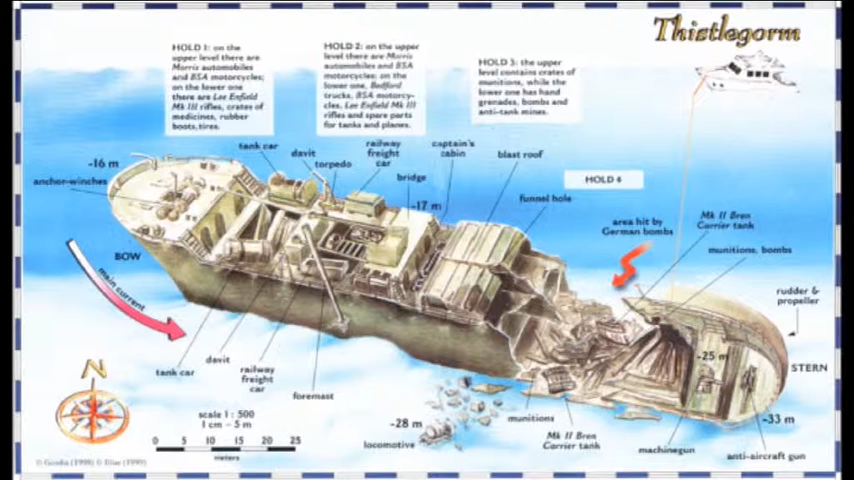 Thistlegorm
HOLD 1: on the
upper level there are
Morris automobiles
and BSA motorcycles;
on the lower one
there are Lee Enfield
Mk III rifles, crates of
medicines, rubber
boots, tires.
HOLD 2: on the upper
level there are Morris
automobiles and BSA
motorcycles; on the
lower one, Bedford
trucks, BSA motorcy-
cles, Lee Enfield Mk III
rifles and spare parts
for tanks and planes.
HOLD 3: the upper
level contains crates of
munitions, while the
lower one has hand
grenades, bombs and
anti-tank mines.
tank car
davit
torpedo
railway
freight
car
captain's
cabin
blast roof
-16 m
anchor-winches
bridge
-17 m
HOLD 4
funnel hole
area hit by
German bombs
Mk II Bren
Carrier tank
munitions, bombs
BOW
main current
rudder &
propeller
-25 m
STERN
N
tank car
davit
railway
freight
car
foremast
scale 1 : 500
1 cm - 5 m
0 5 10 15 20 25
meters
-28 m
locomotive
munitions
Mk II Bren
Carrier tank
machinegun
-33 m
anti-aircraft gun
© Geodia (1998) © Elias (1999)